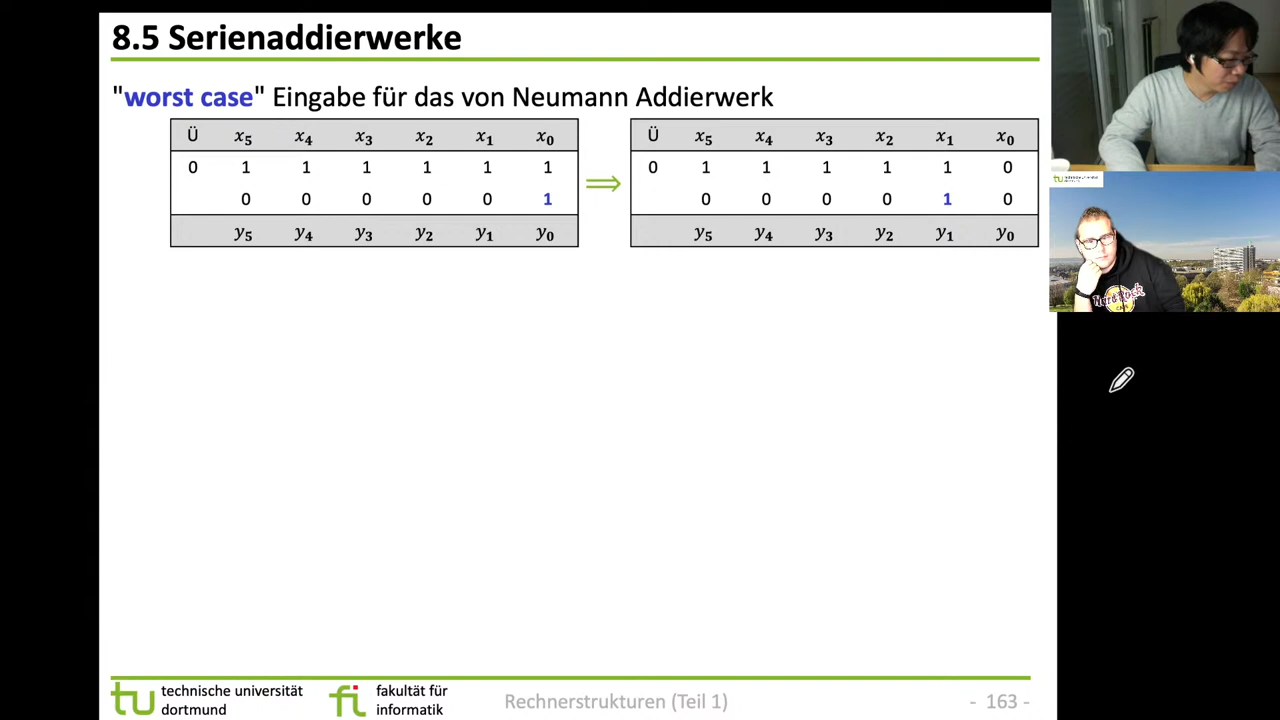 8.5 Serienaddierwerke
"worst case" Eingabe für das von Neumann Addierwerk
Ü x₅ x₄ x₃ x₂ x₁ x₀
0 1 1 1 1 1 1
0 0 0 0 0 1
y₅ y₄ y₃ y₂ y₁ y₀
⟹
Ü x₅ x₄ x₃ x₂ x₁ x₀
0 1 1 1 1 1 0
0 0 0 0 1 0
y₅ y₄ y₃ y₂ y₁ y₀
Hard Rock
technische universität
dortmund
fakultät für
informatik
Rechnerstrukturen (Teil 1)
- 163 -